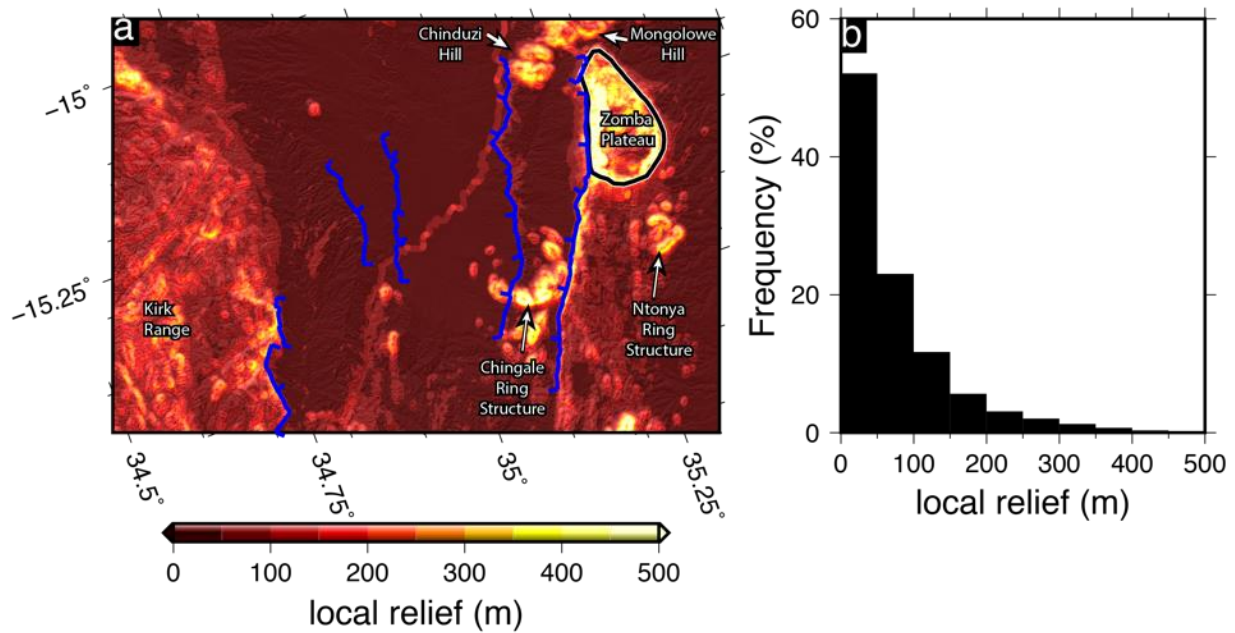 a
Chinduzi
Hill
Mongolowe
Hill
Zomba
Plateau
Kirk
Range
Chingale
Ring
Structure
Ntonya
Ring
Structure
−15°
−15.25°
34.5°
34.75°
35°
35.25°
0 100 200 300 400 500
local relief (m)
b
60
40
20
0
Frequency (%)
0 100 200 300 400 500
local relief (m)